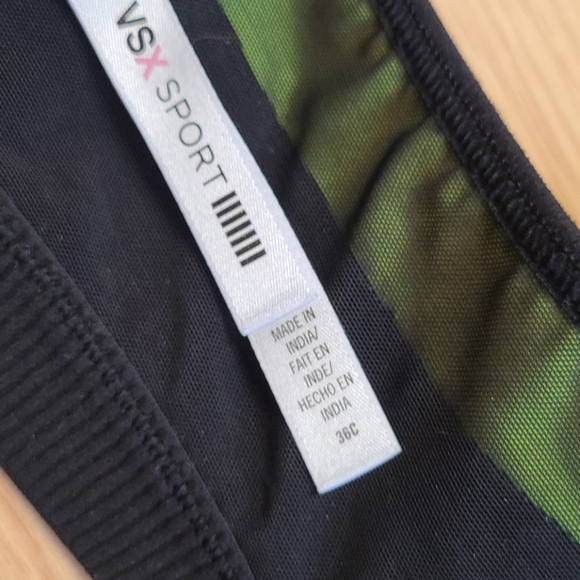 VSX SPORT
MADE IN
INDIA/
FAIT EN
INDE/
HECHO EN
INDIA
36C